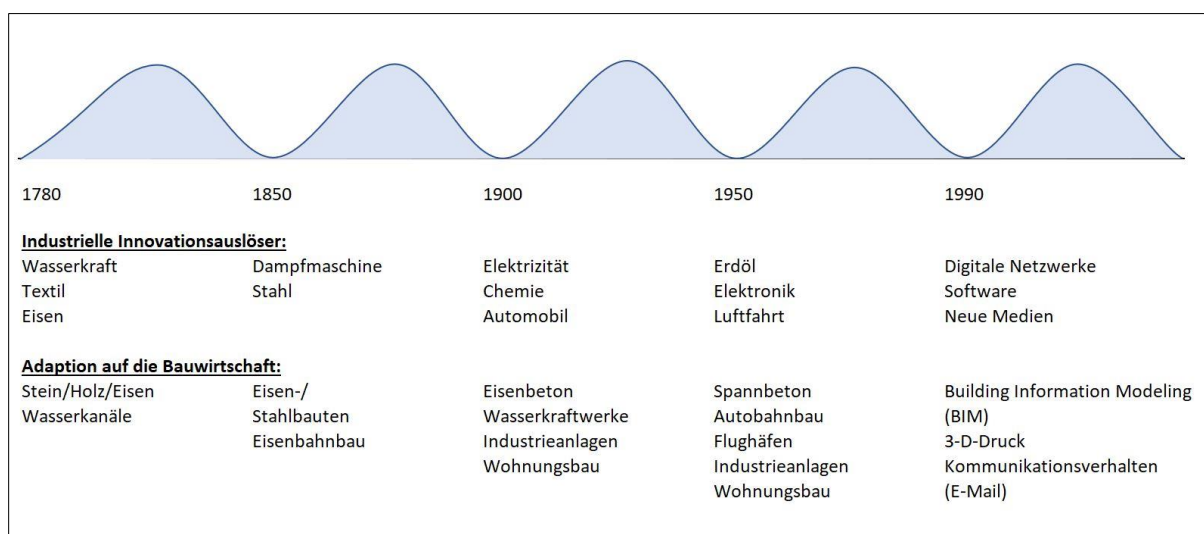 1780 1850 1900 1950 1990
Industrielle Innovationsauslöser:
Wasserkraft Dampfmaschine Elektrizität Erdöl Digitale Netzwerke
Textil Stahl Chemie Elektronik Software
Eisen Automobil Luftfahrt Neue Medien
Adaption auf die Bauwirtschaft:
Stein/Holz/Eisen Eisen-/ Eisenbeton Spannbeton Building Information Modeling
Wasserkanäle Stahlbauten Wasserkraftwerke Autobahnbau (BIM)
Eisenbahnbau Industrieanlagen Flughäfen 3-D-Druck
Wohnungsbau Industrieanlagen Kommunikationsverhalten
Wohnungsbau (E-Mail)